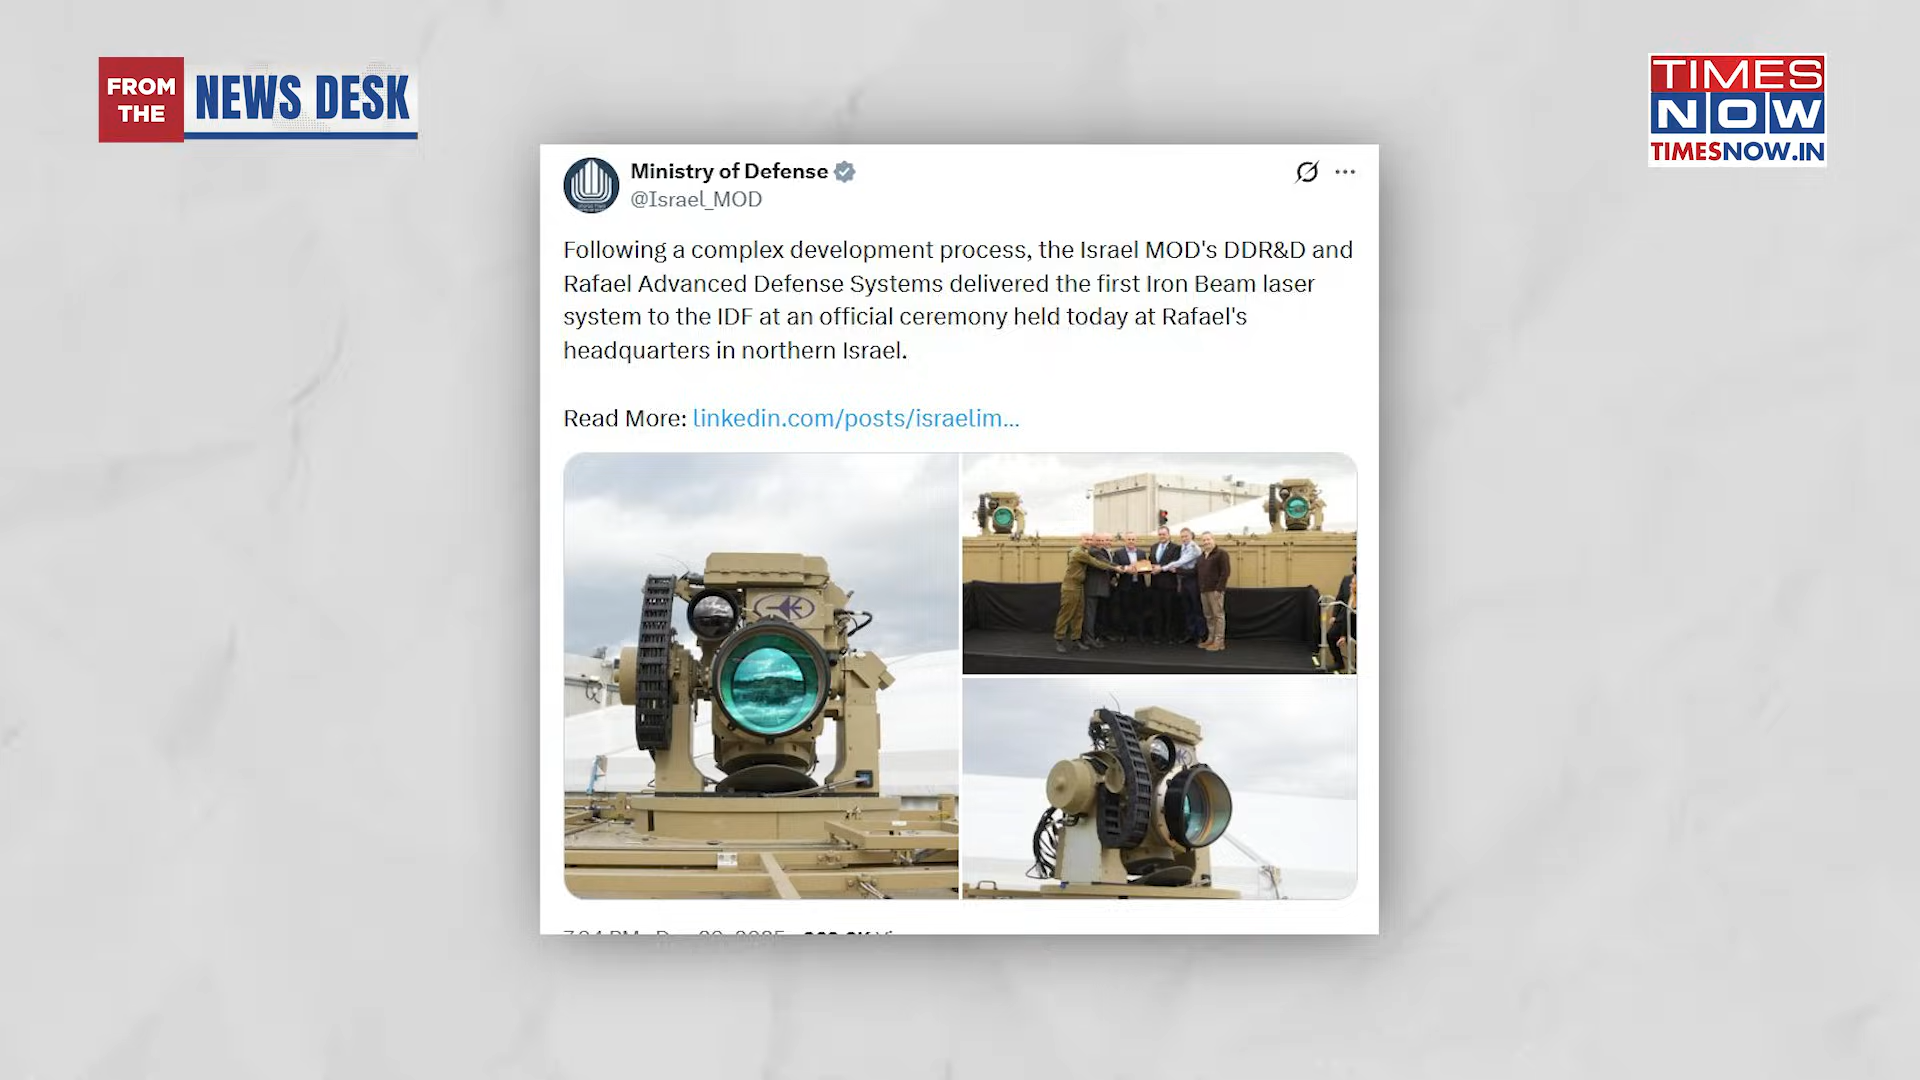 FROM
THE
NEWS DESK
TIMES
NOW
TIMESNOW.IN
Ministry of Defense
@Israel_MOD
Following a complex development process, the Israel MOD's DDR&D and
Rafael Advanced Defense Systems delivered the first Iron Beam laser
system to the IDF at an official ceremony held today at Rafael's
headquarters in northern Israel.
Read More: linkedin.com/posts/israelim...